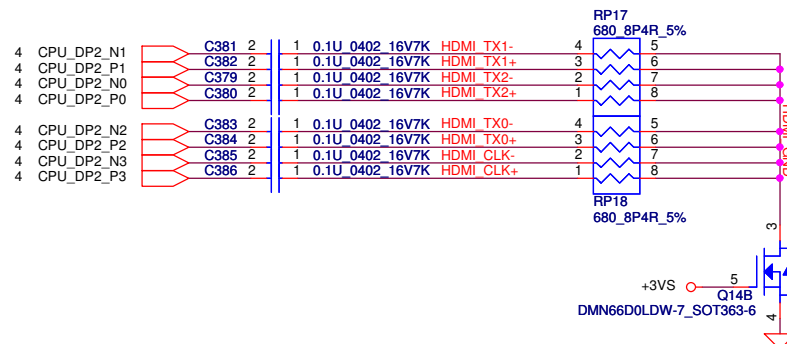 RP17
680_8P4R_5%
4 CPU_DP2_N1 C381 2 1 0.1U_0402_16V7K HDMI_TX1- 4 5
4 CPU_DP2_P1 C382 2 1 0.1U_0402_16V7K HDMI_TX1+ 3 6
4 CPU_DP2_N0 C379 2 1 0.1U_0402_16V7K HDMI_TX2- 2 7
4 CPU_DP2_P0 C380 2 1 0.1U_0402_16V7K HDMI_TX2+ 1 8
4 CPU_DP2_N2 C383 2 1 0.1U_0402_16V7K HDMI_TX0- 4 5
4 CPU_DP2_P2 C384 2 1 0.1U_0402_16V7K HDMI_TX0+ 3 6
4 CPU_DP2_N3 C385 2 1 0.1U_0402_16V7K HDMI_CLK- 2 7
4 CPU_DP2_P3 C386 2 1 0.1U_0402_16V7K HDMI_CLK+ 1 8
RP18
680_8P4R_5%
3
+3VS 5
Q14B
DMN66D0LDW-7_SOT363-6
4